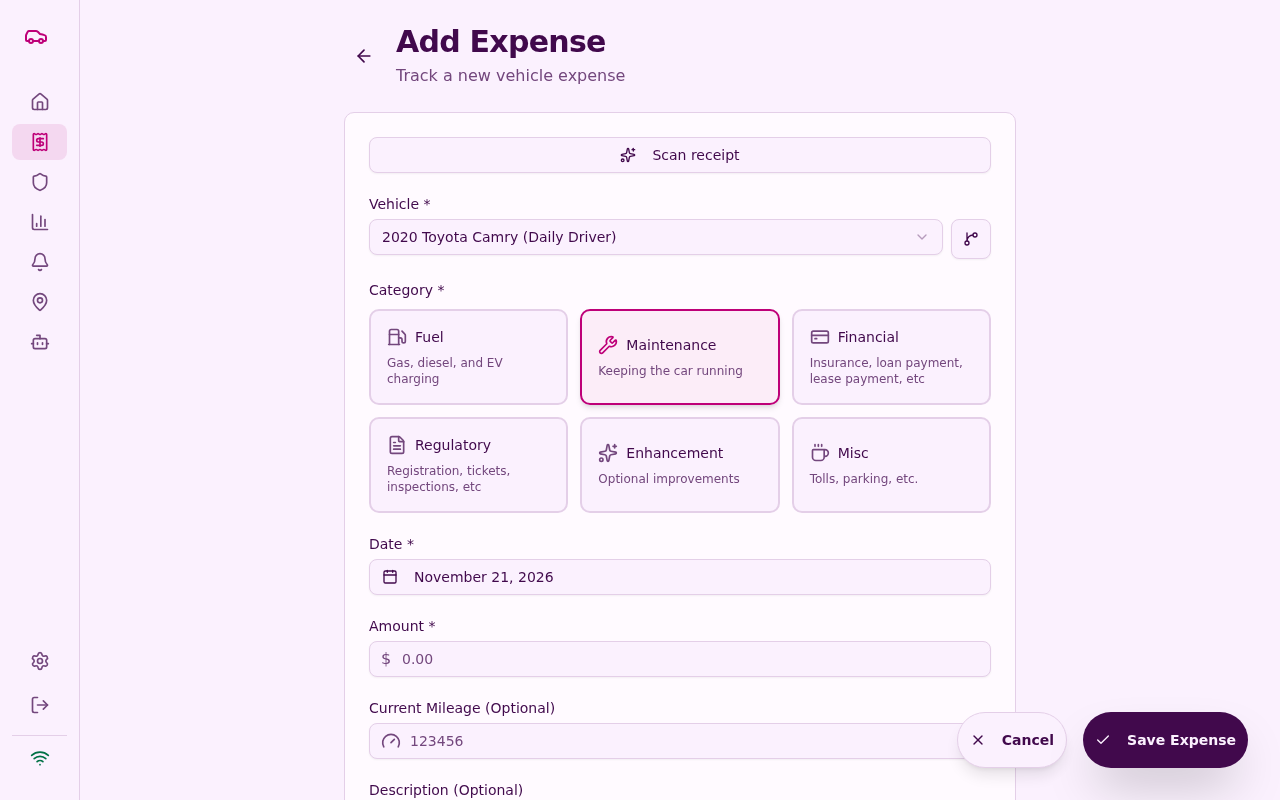 Add Expense
Track a new vehicle expense
Scan receipt
Vehicle *
2020 Toyota Camry (Daily Driver)
Category *
Fuel
Gas, diesel, and EV
charging
Maintenance
Keeping the car running
Financial
Insurance, loan payment,
lease payment, etc
Regulatory
Registration, tickets,
inspections, etc
Enhancement
Optional improvements
Misc
Tolls, parking, etc.
Date *
November 21, 2026
Amount *
$ 0.00
Current Mileage (Optional)
123456
Cancel
Save Expense
Description (Optional)